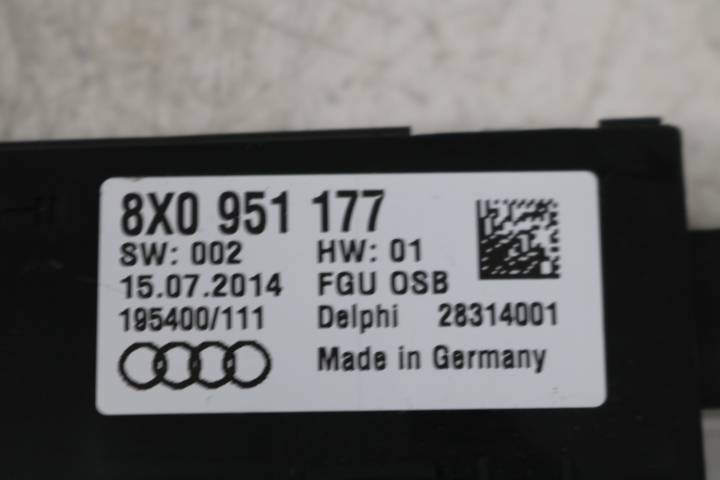 8X0 951 177
SW: 002 HW: 01
15.07.2014 FGU OSB
195400/111 Delphi 28314001
Made in Germany